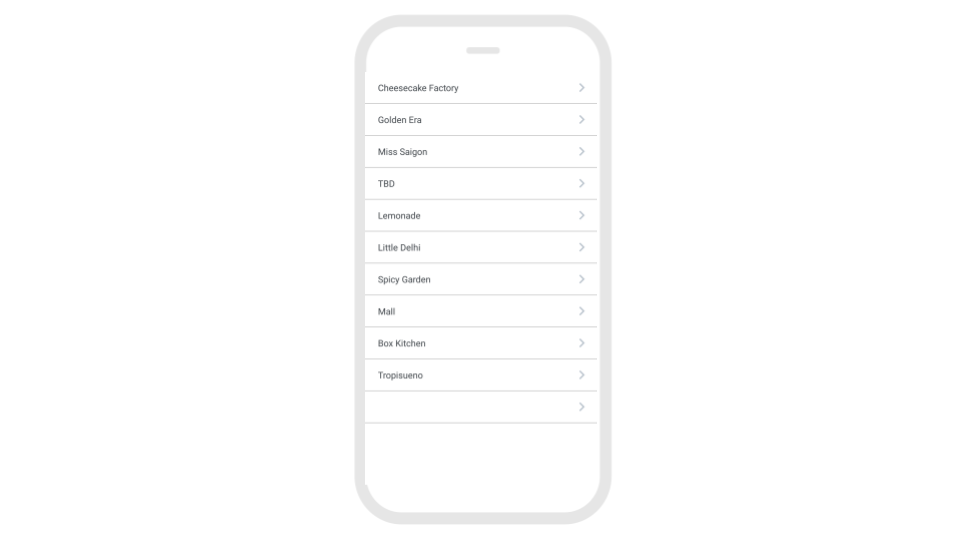 Cheesecake Factory
Golden Era
Miss Saigon
TBD
Lemonade
Little Delhi
Spicy Garden
Mall
Box Kitchen
Tropisueno